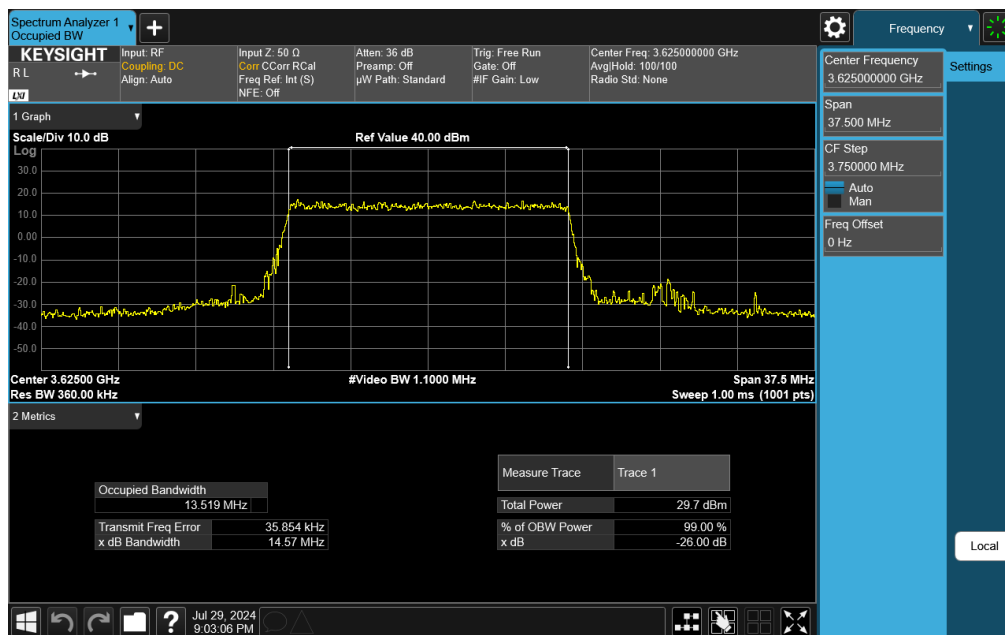 Spectrum Analyzer 1
Occupied BW
Frequency
KEYSIGHT
R L
LXI
Input: RF
Coupling: DC
Align: Auto
Input Z: 50 Ω
Corr CCorr RCal
Freq Ref: Int (S)
NFE: Off
Atten: 36 dB
Preamp: Off
µW Path: Standard
Trig: Free Run
Gate: Off
#IF Gain: Low
Center Freq: 3.625000000 GHz
Avg|Hold: 100/100
Radio Std: None
Center Frequency
3.625000000 GHz
Settings
Span
37.500 MHz
CF Step
3.750000 MHz
Auto
Man
Freq Offset
0 Hz
1 Graph
Scale/Div 10.0 dB
Ref Value 40.00 dBm
Log
30.0
20.0
10.0
0.00
-10.0
-20.0
-30.0
-40.0
-50.0
Center 3.62500 GHz
#Video BW 1.1000 MHz
Span 37.5 MHz
Res BW 360.00 kHz
Sweep 1.00 ms (1001 pts)
2 Metrics
Measure Trace Trace 1
Occupied Bandwidth
13.519 MHz
Total Power 29.7 dBm
Transmit Freq Error 35.854 kHz
% of OBW Power 99.00 %
x dB Bandwidth 14.57 MHz
x dB -26.00 dB
Local
?
Jul 29, 2024
9:03:06 PM